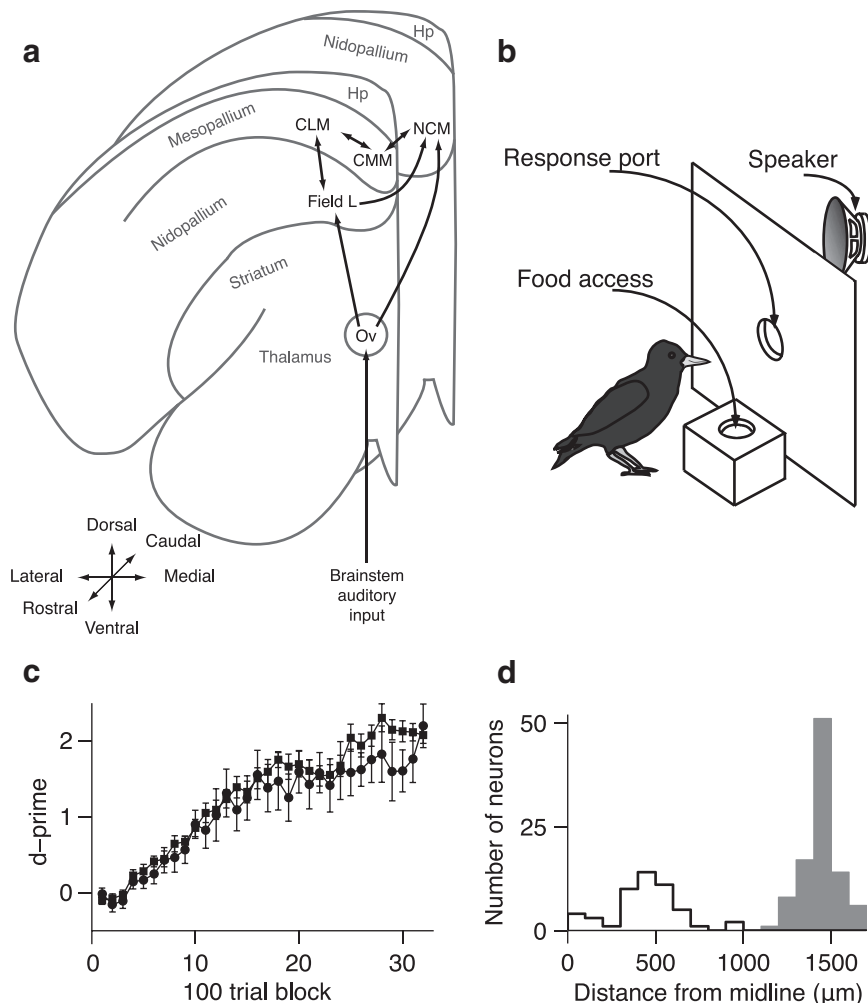 a
Hp
Nidopallium
Hp
Mesopallium
CLM
NCM
CMM
Field L
Nidopallium
Striatum
Ov
Thalamus
Dorsal
Caudal
Lateral
Medial
Rostral
Ventral
Brainstem
auditory
input
b
Response port
Speaker
Food access
c
d-prime
2
1
0
0
10
20
30
100 trial block
d
Number of neurons
50
25
0
0
500
1000
1500
Distance from midline (μm)